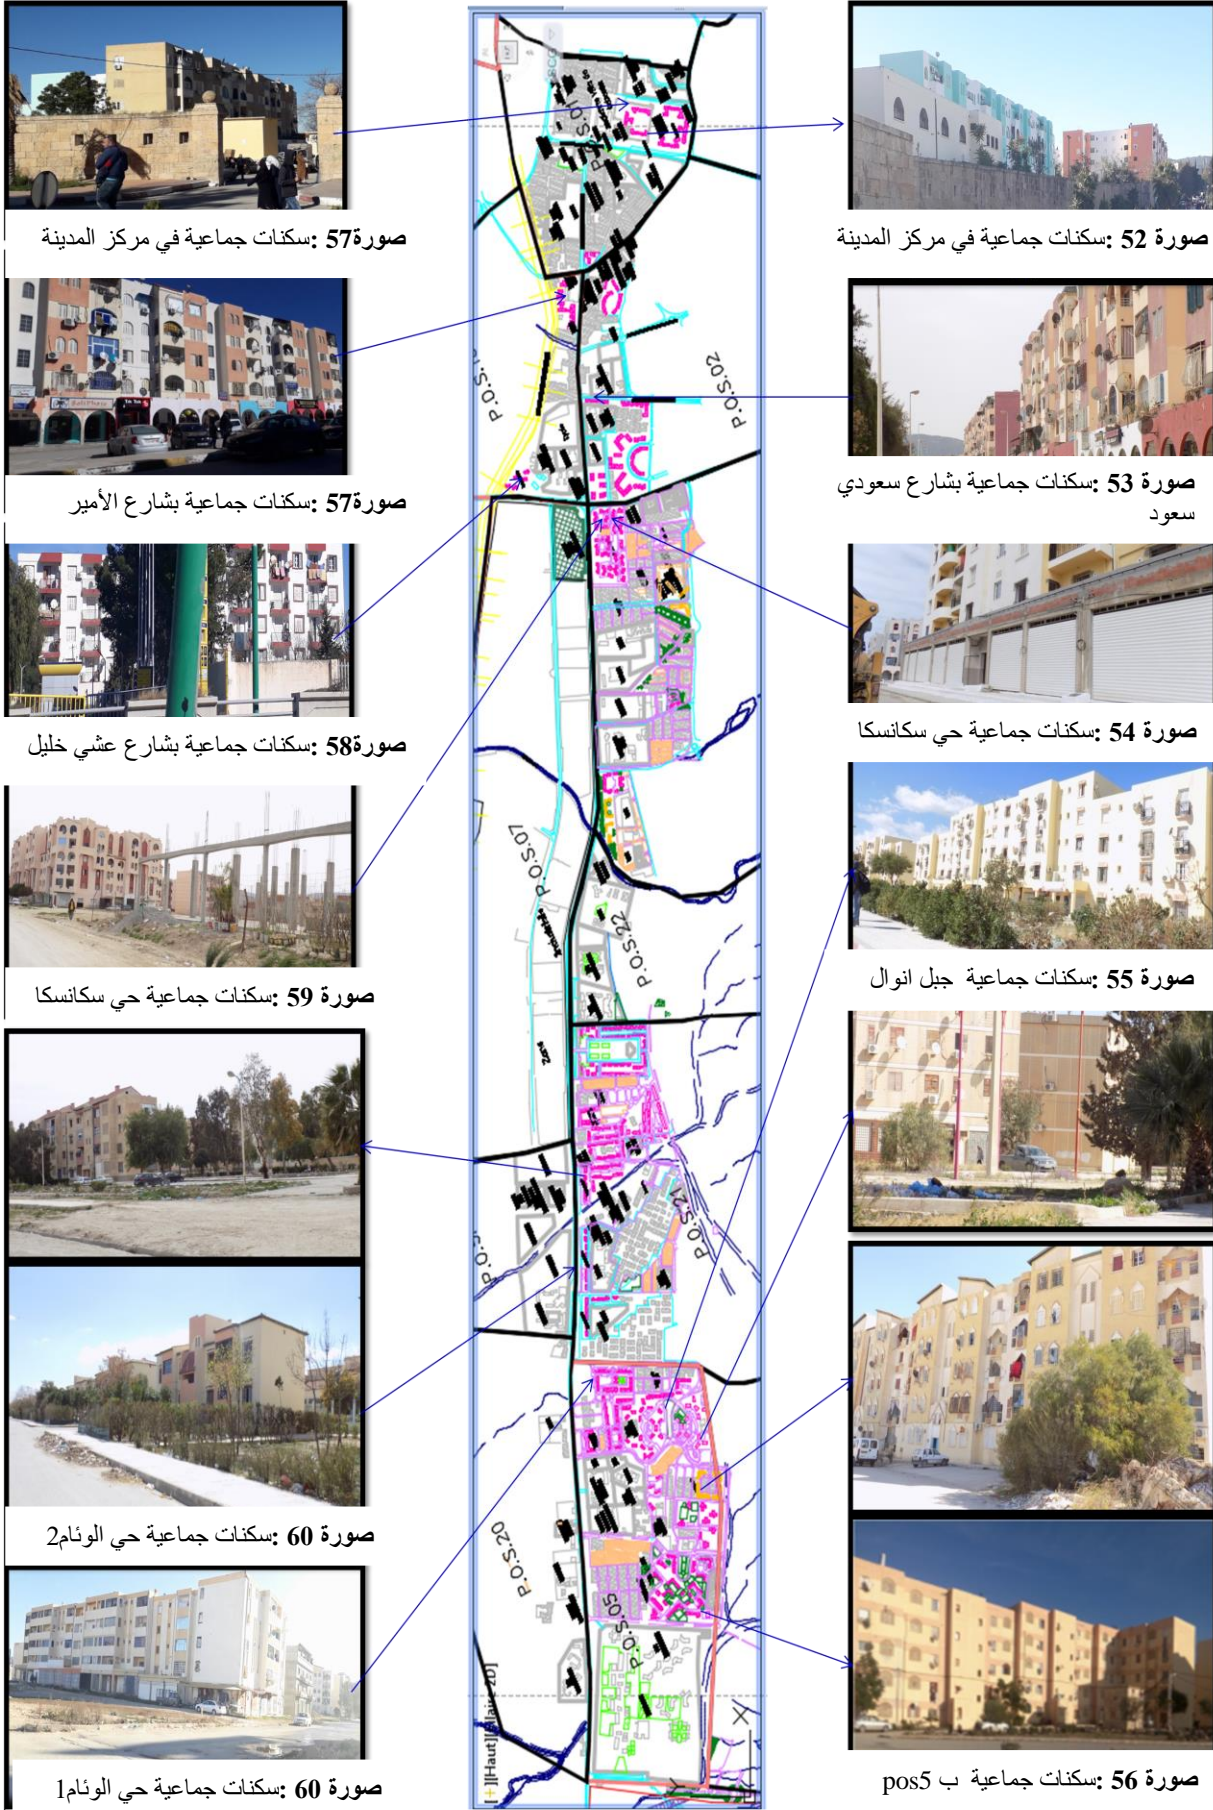 صورة57 :سكنات جماعية في مركز المدينة
صورة57 :سكنات جماعية بشارع الأمير
صورة58 :سكنات جماعية بشارع عشي خليل
صورة 59 :سكنات جماعية حي سكانسكا
صورة 60 :سكنات جماعية حي الوئام2
صورة 60 :سكنات جماعية حي الوئام1
P.O.S.02
P.O.S.07
P.O.S.22
Zone
Industrielle
P.O.S.21
P.O.S.20
P.O.S.05
X
Y
صورة 52 :سكنات جماعية في مركز المدينة
صورة 53 :سكنات جماعية بشارع سعودي
سعود
صورة 54 :سكنات جماعية حي سكانسكا
صورة 55 :سكنات جماعية جبل انوال
صورة 56 :سكنات جماعية ب pos5